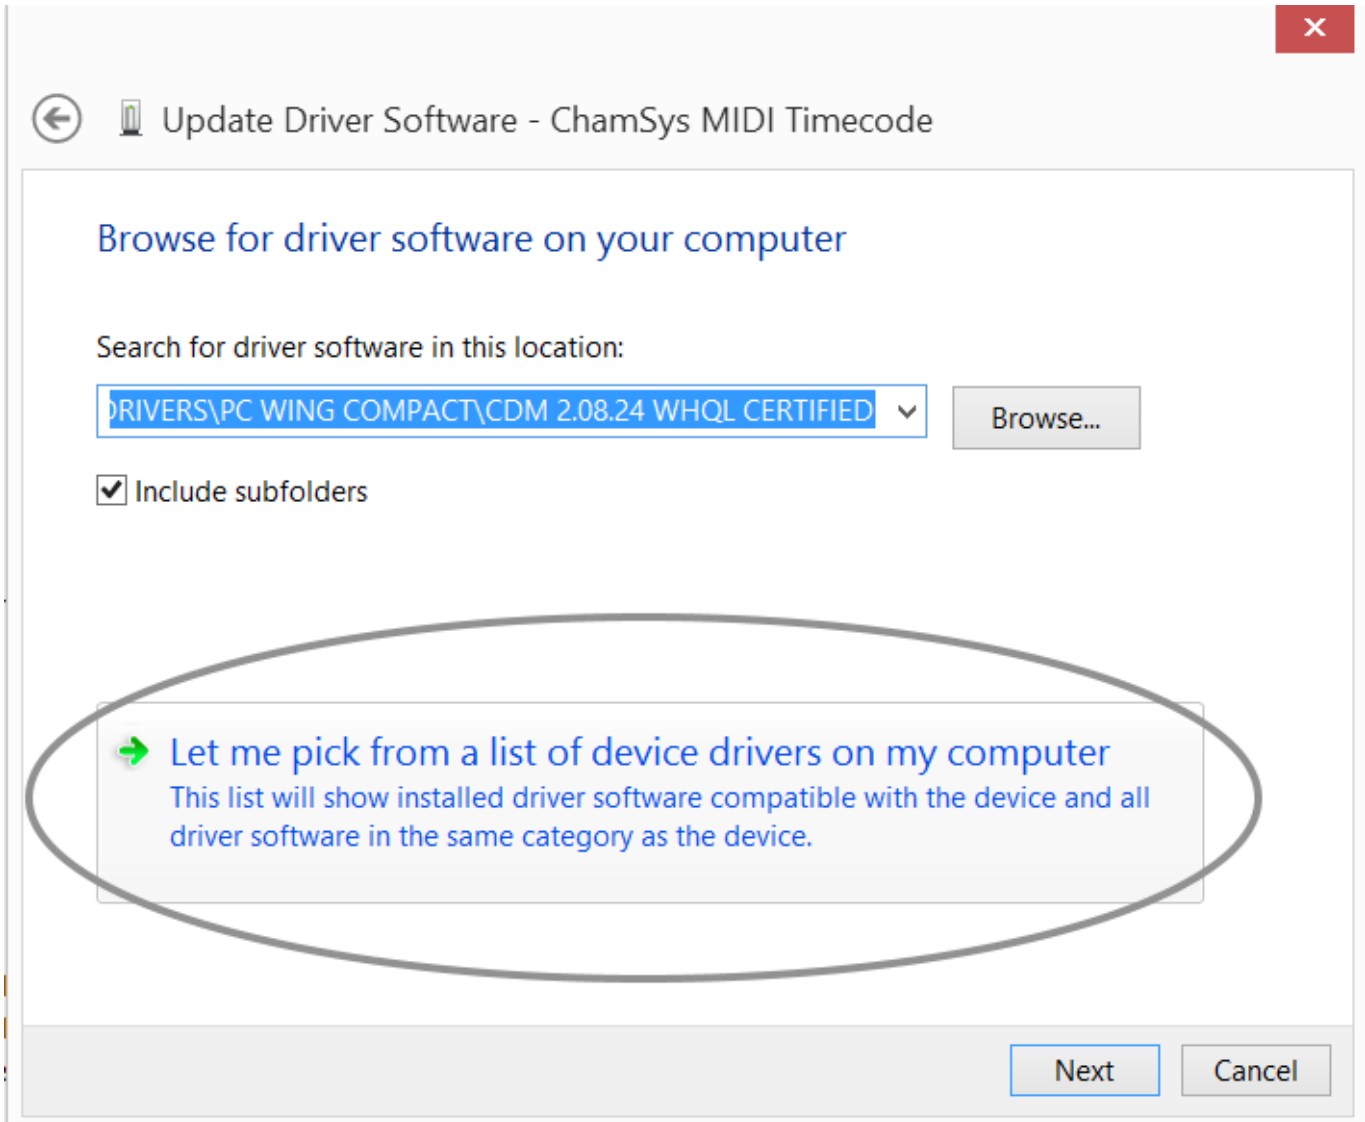 Update Driver Software - ChamSys MIDI Timecode
Browse for driver software on your computer
Search for driver software in this location:
DRIVERS\PC WING COMPACT\CDM 2.08.24 WHQL CERTIFIED
Browse...
Include subfolders
Let me pick from a list of device drivers on my computer
This list will show installed driver software compatible with the device and all
driver software in the same category as the device.
Next
Cancel